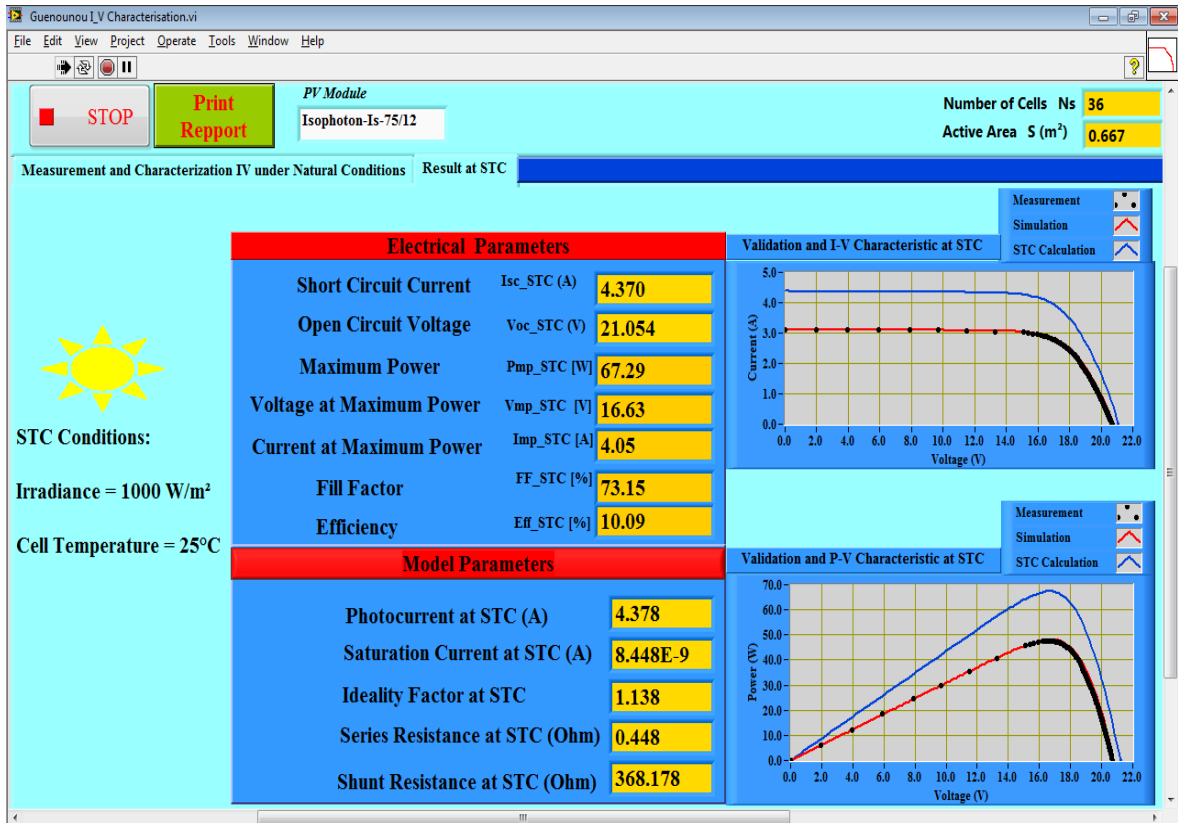 Guenounou I_V Characterisation.vi
File Edit View Project Operate Tools Window Help
STOP
Print
Repport
PV Module
Isophoton-Is-75/12
Number of Cells Ns 36
Active Area S (m²) 0.667
Measurement and Characterization IV under Natural Conditions Result at STC
STC Conditions:
Irradiance = 1000 W/m²
Cell Temperature = 25°C
Electrical Parameters
Short Circuit Current Isc_STC (A) 4.370
Open Circuit Voltage Voc_STC (V) 21.054
Maximum Power Pmp_STC [W] 67.29
Voltage at Maximum Power Vmp_STC [V] 16.63
Current at Maximum Power Imp_STC [A] 4.05
Fill Factor FF_STC [%] 73.15
Efficiency Eff_STC [%] 10.09
Model Parameters
Photocurrent at STC (A) 4.378
Saturation Current at STC (A) 8.448E-9
Ideality Factor at STC 1.138
Series Resistance at STC (Ohm) 0.448
Shunt Resistance at STC (Ohm) 368.178
Measurement
Simulation
STC Calculation
Validation and I-V Characteristic at STC
5.0
4.0
3.0
2.0
1.0
0.0
Current (A)
0.0 2.0 4.0 6.0 8.0 10.0 12.0 14.0 16.0 18.0 20.0 22.0
Voltage (V)
Measurement
Simulation
STC Calculation
Validation and P-V Characteristic at STC
70.0
60.0
50.0
40.0
30.0
20.0
10.0
0.0
Power (W)
0.0 2.0 4.0 6.0 8.0 10.0 12.0 14.0 16.0 18.0 20.0 22.0
Voltage (V)